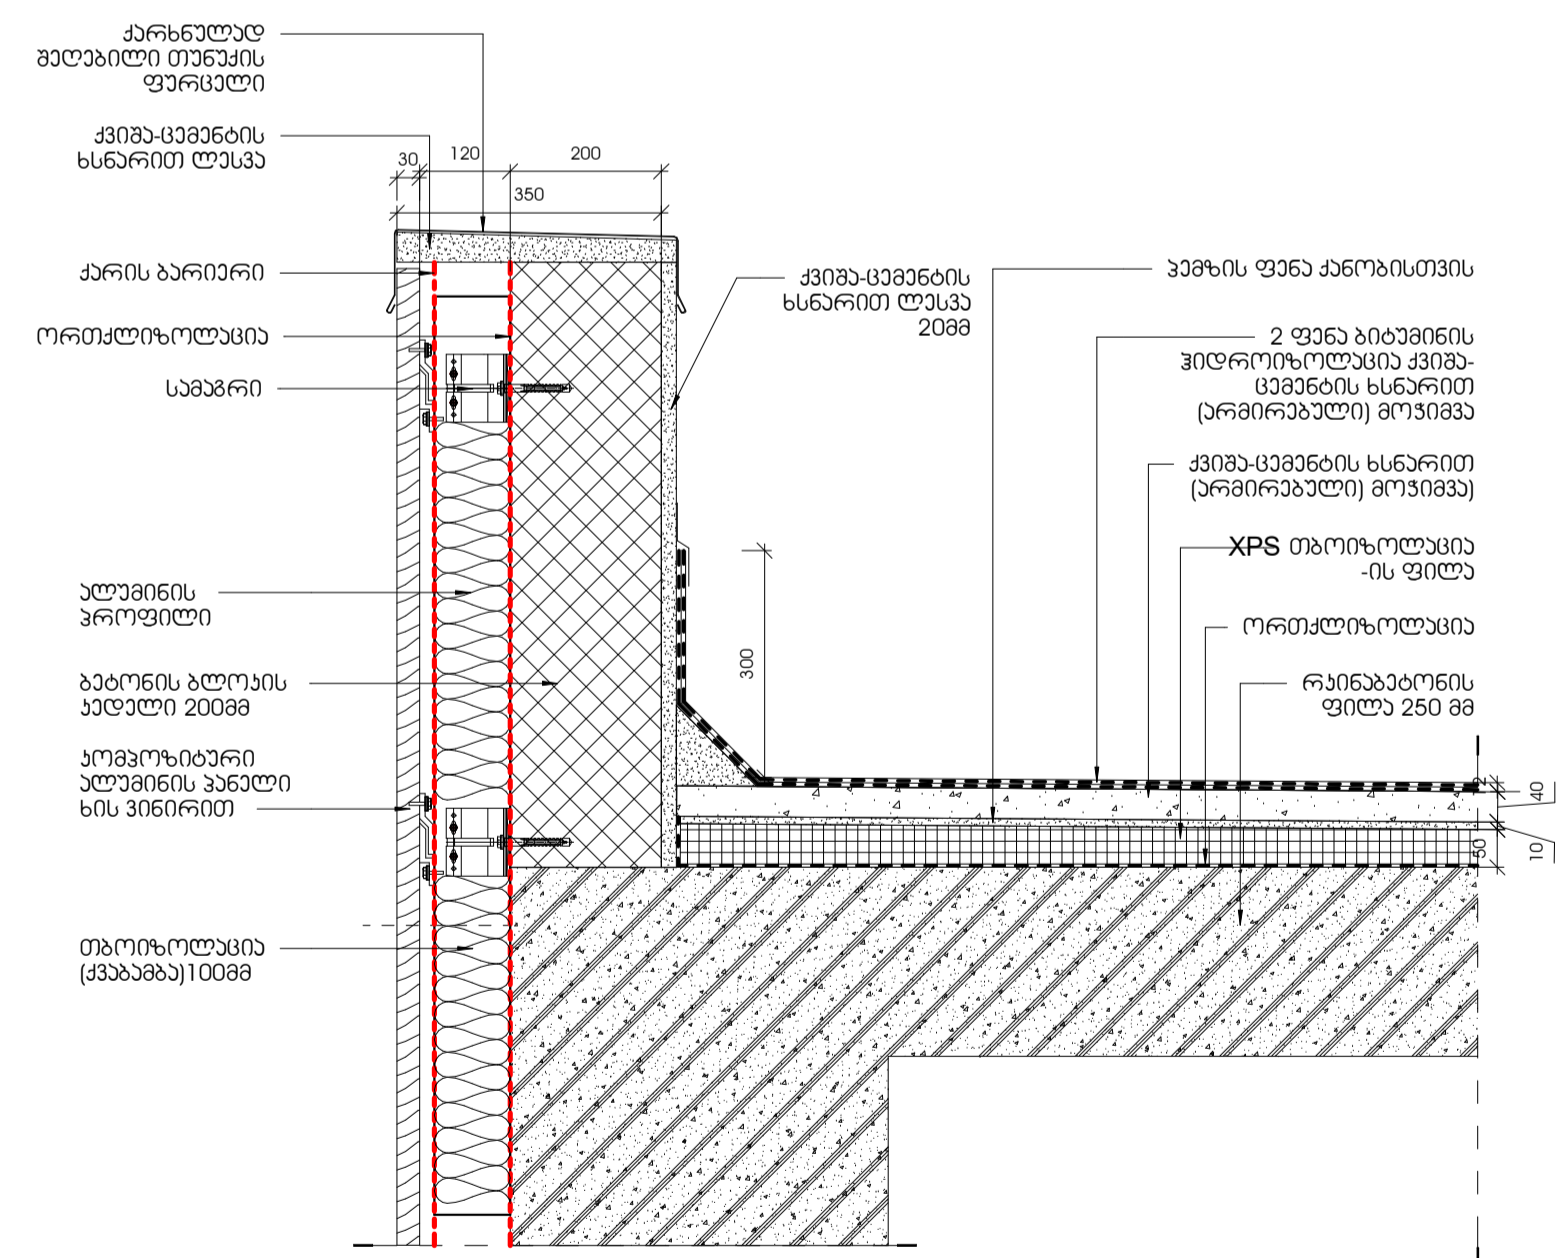 ქარხნულად
შეღებილი თუნუქის
ფურცელი
ქვიშა-ცემენტის
ხსნარით ლესვა
30
120
200
350
ქარის ბარიერი
ორთქლიზოლაცია
სამაგრი
ალუმინის
პროფილი
ბეტონის ბლოკის
კედელი 200მმ
კომპოზიტური
ალუმინის პანელი
ხის ვინირით
თბოიზოლაცია
(ქვაბამბა)100მმ
ქვიშა-ცემენტის
ხსნარით ლესვა
20მმ
300
პემზის ფენა ქანობისთვის
2 ფენა ბიტუმინის
ჰიდროიზოლაცია ქვიშა-
ცემენტის ხსნარით
(არმირებული) მოჭიმვა
ქვიშა-ცემენტის ხსნარით
(არმირებული) მოჭიმვა)
XPS თბოიზოლაცია
-ის ფილა
ორთქლიზოლაცია
რკინაბეტონის
ფილა 250 მმ
2
40
50
10